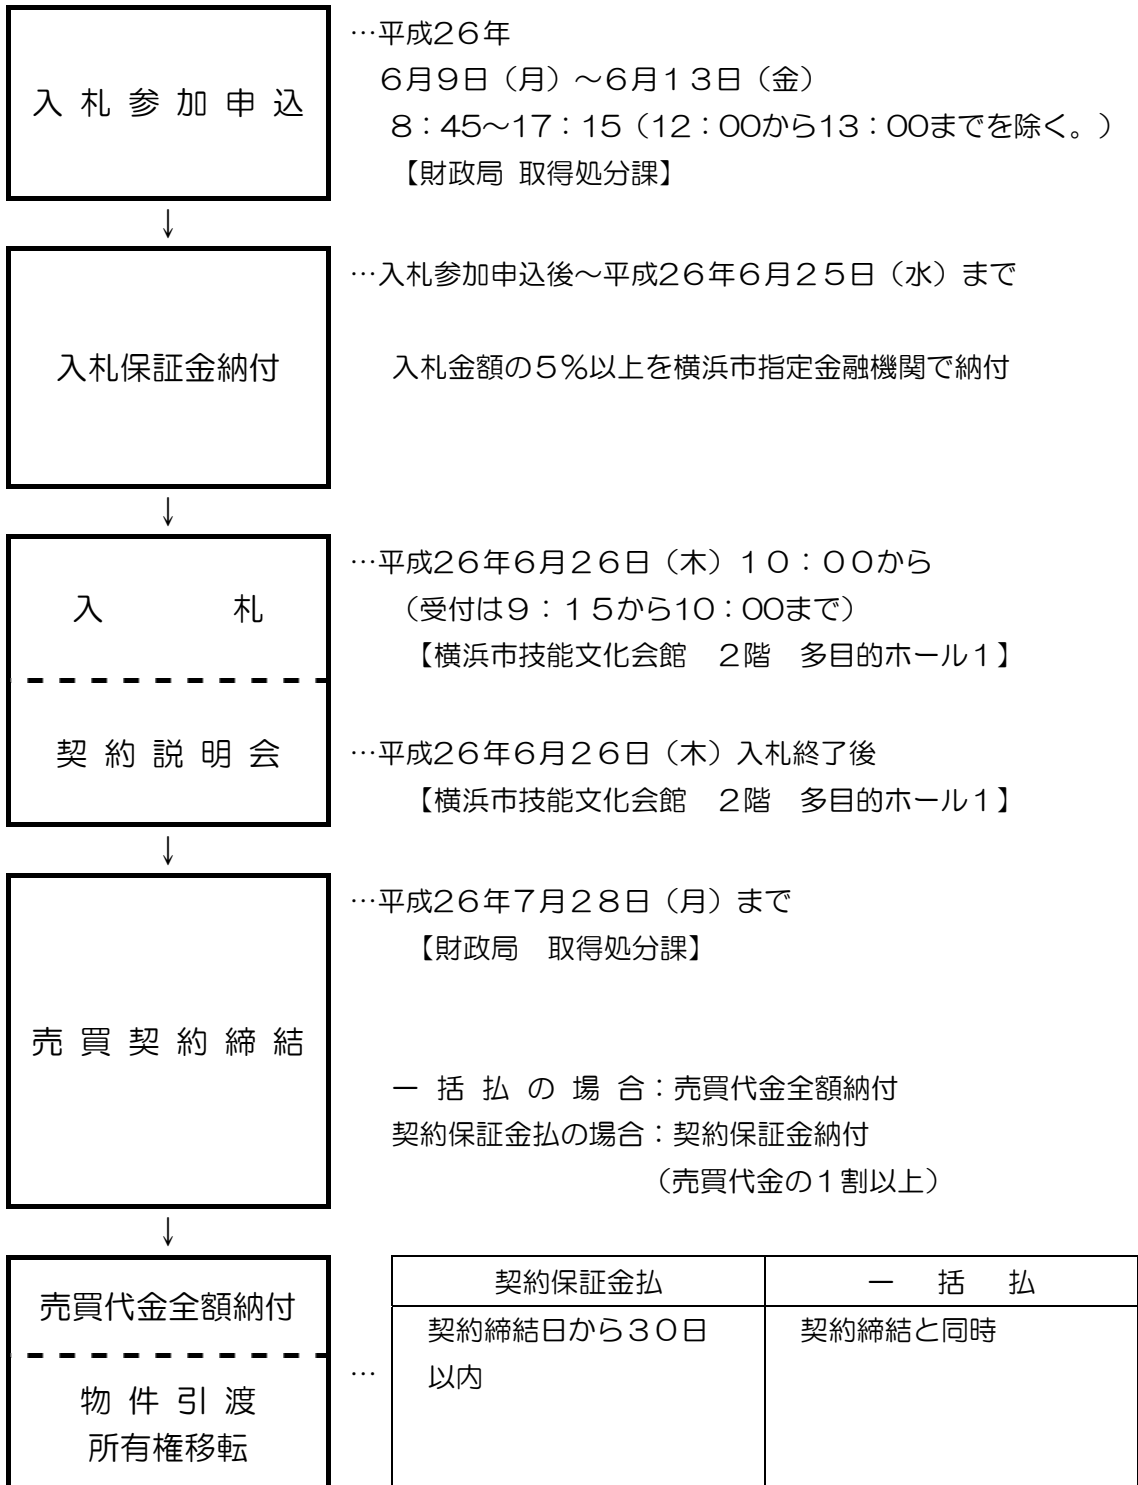 入札参加申込
…平成26年
6月9日（月）～6月13日（金）
8：45～17：15（12：00から13：00までを除く。）
【財政局 取得処分課】
↓
入札保証金納付
…入札参加申込後～平成26年6月25日（水）まで
入札金額の5％以上を横浜市指定金融機関で納付
↓
入　札
…平成26年6月26日（木）10：00から
（受付は9：15から10：00まで）
【横浜市技能文化会館　2階　多目的ホール1】
契約説明会
…平成26年6月26日（木）入札終了後
【横浜市技能文化会館　2階　多目的ホール1】
↓
売買契約締結
…平成26年7月28日（月）まで
【財政局　取得処分課】
一括払の場合：売買代金全額納付
契約保証金払の場合：契約保証金納付
（売買代金の1割以上）
↓
売買代金全額納付
物件引渡
所有権移転
…
契約保証金払
一括払
契約締結日から30日
以内
契約締結と同時